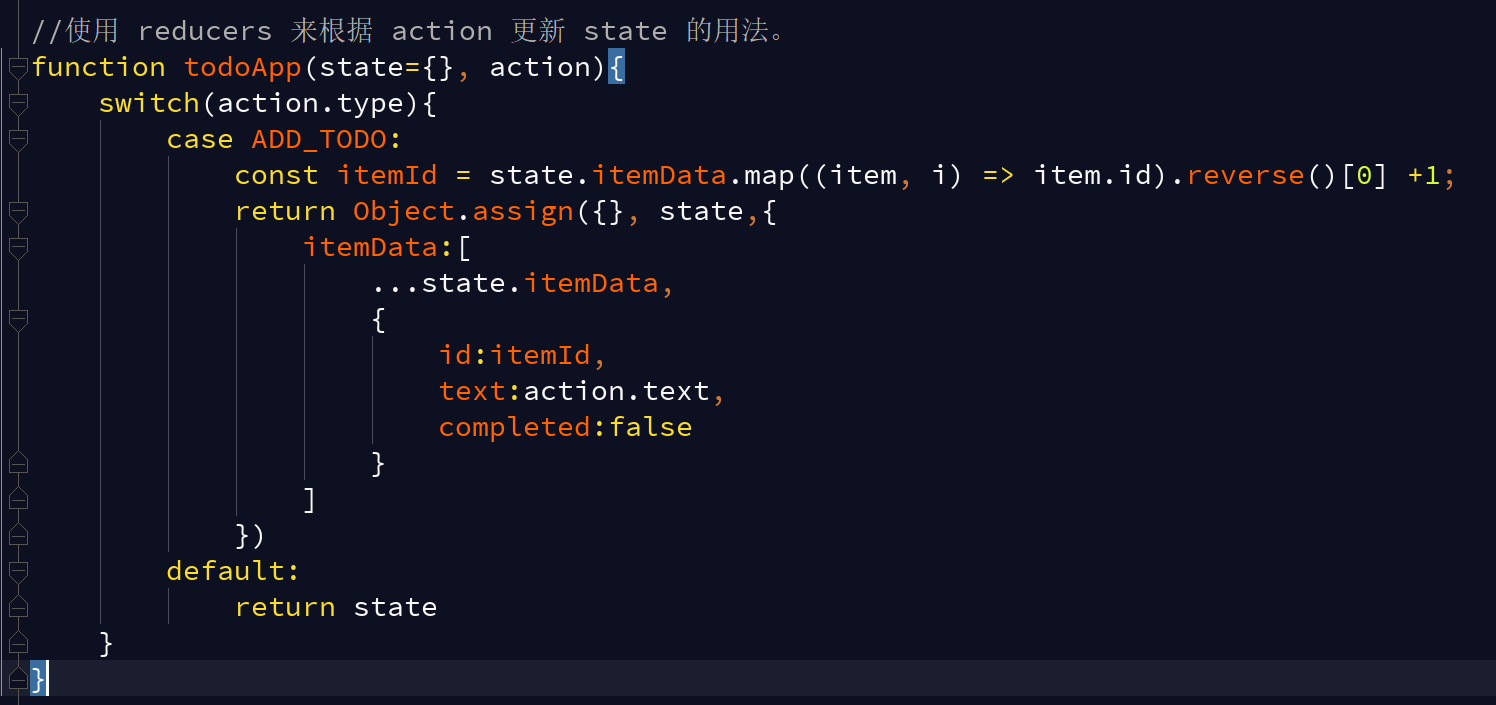 //使用 reducers 来根据 action 更新 state 的用法。
function todoApp(state={}, action){
    switch(action.type){
        case ADD_TODO:
            const itemId = state.itemData.map((item, i) => item.id).reverse()[0] +1;
            return Object.assign({}, state,{
                itemData:[
                    ...state.itemData,
                    {
                        id:itemId,
                        text:action.text,
                        completed:false
                    }
                ]
            })
        default:
            return state
    }
}